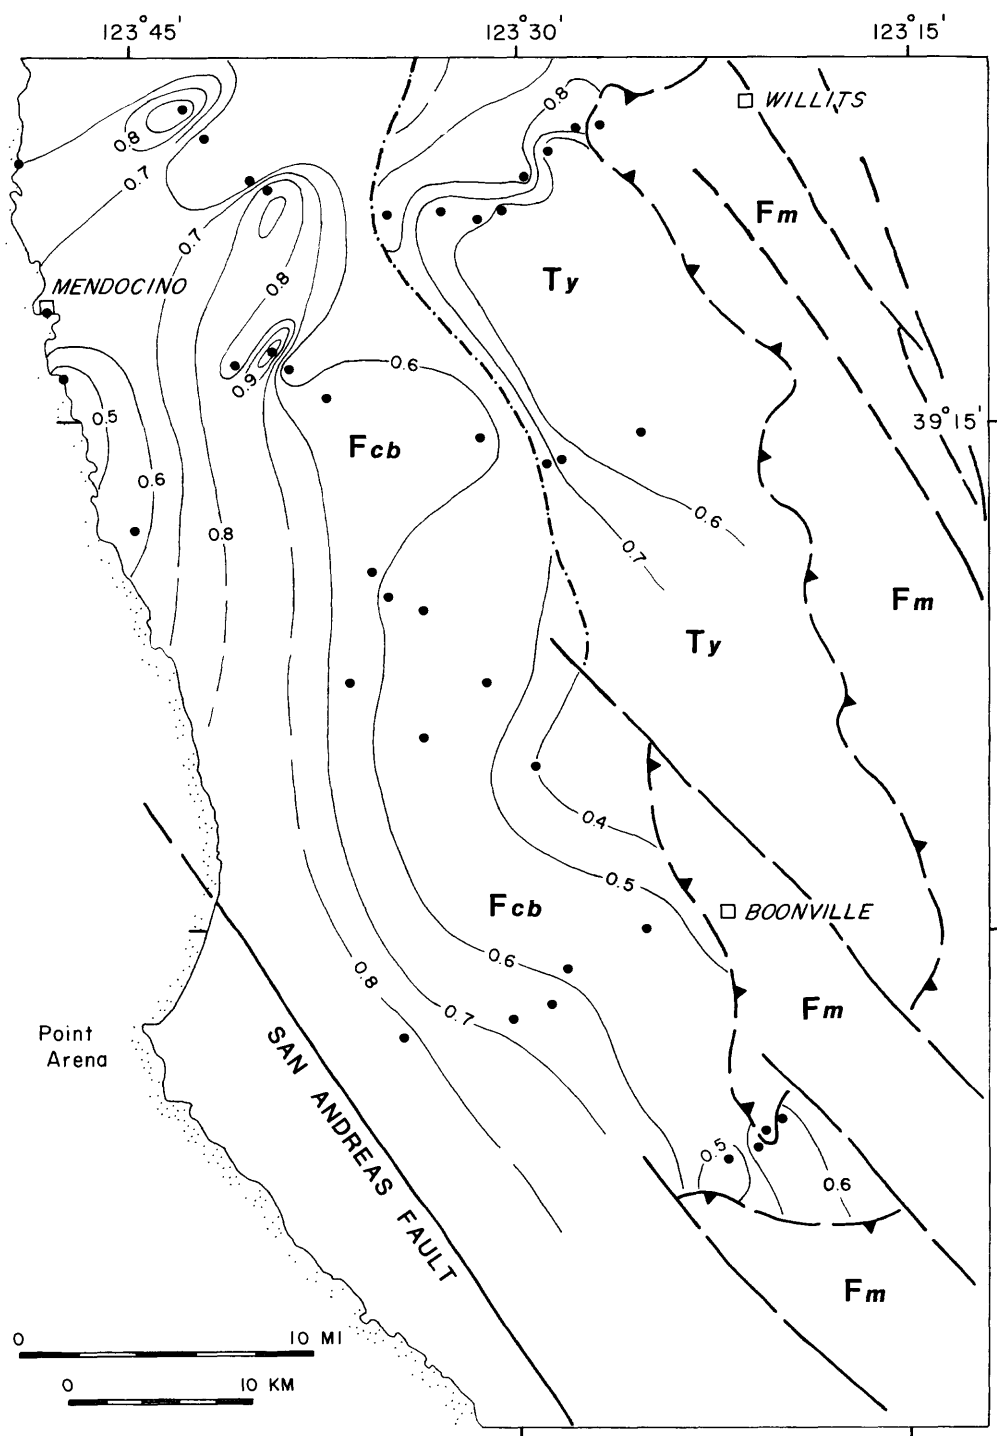 123°45' 123°30' 123°15'
0.8
WILLITS
0.8
0.7
Fm
0.7
Ty
MENDOCINO
0.8
0.6
0.9
39°15'
0.5
Fcb
0.6
0.6
0.8
0.7
Fm
Ty
0.4
0.5
Fcb
BOONVILLE
0.6
0.8
Fm
0.7
Point
Arena
SAN ANDREAS FAULT
0.5
0.6
Fm
0 10 MI
0 10 KM